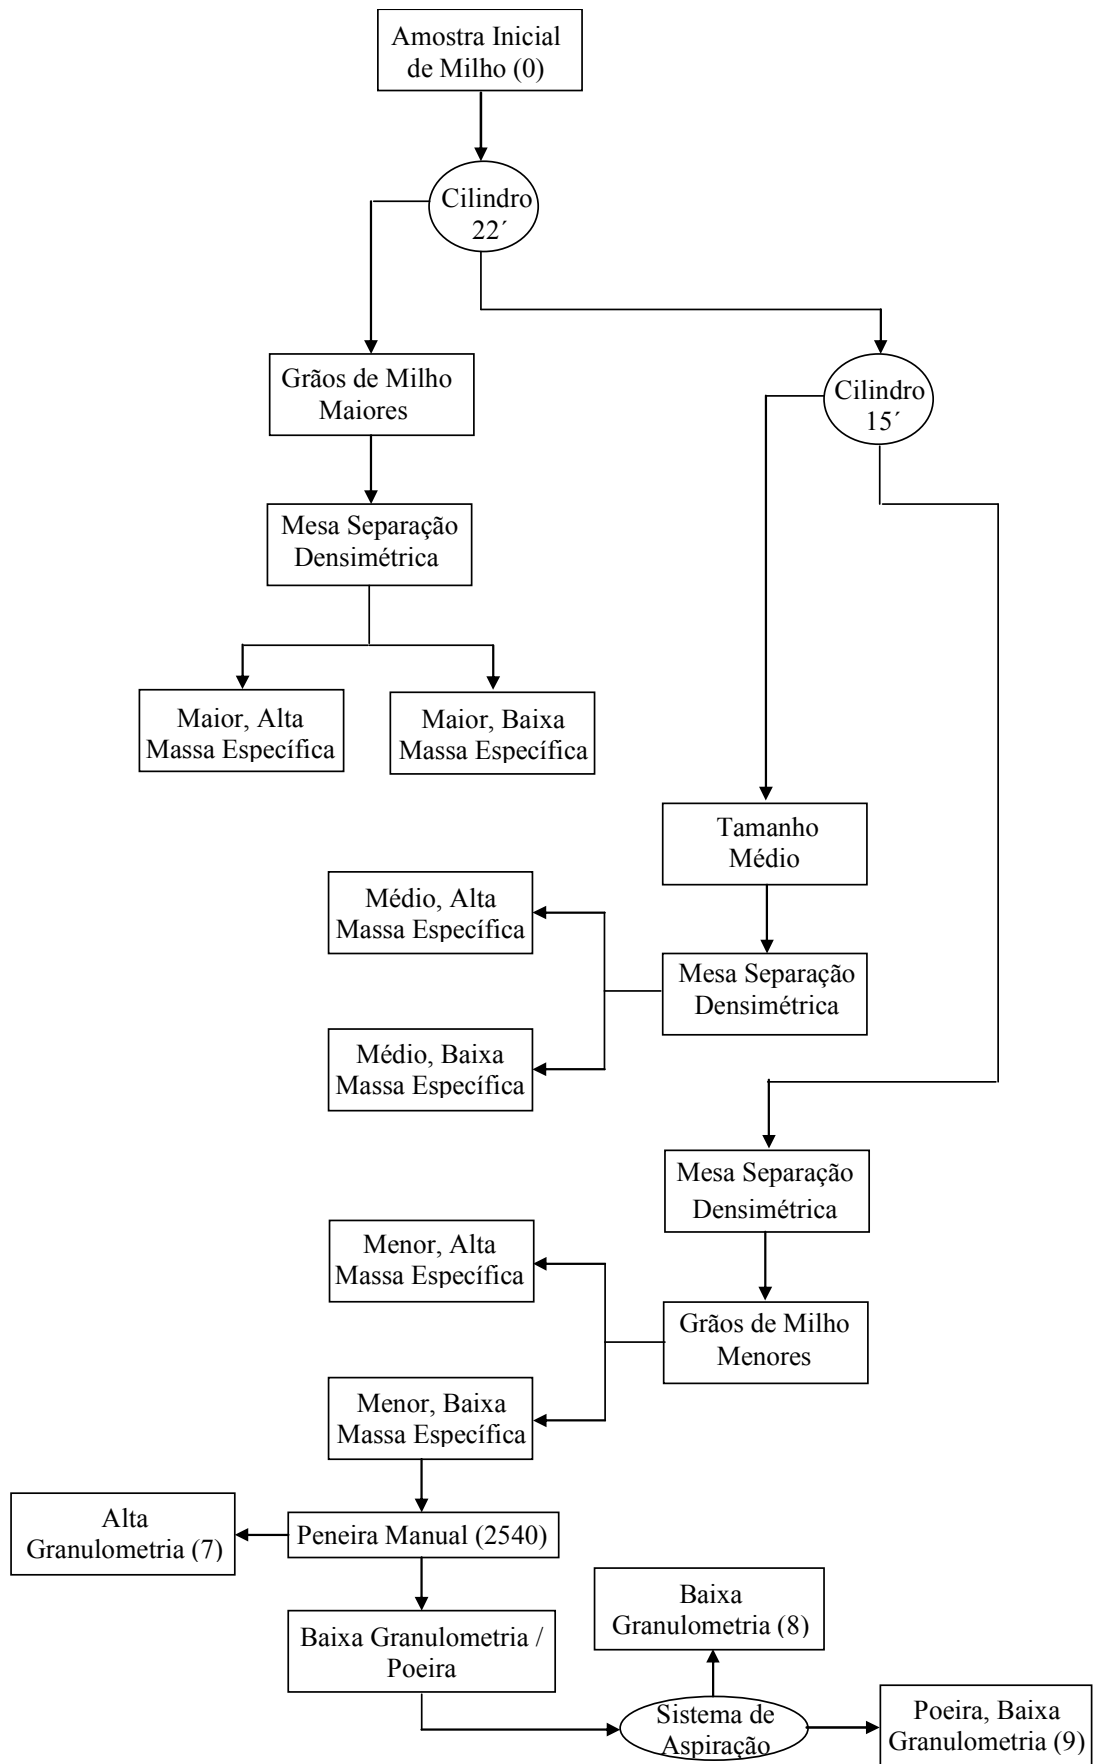 Amostra Inicial
de Milho (0)
Cilindro
22´
Grãos de Milho
Maiores
Cilindro
15´
Mesa Separação
Densimétrica
Maior, Alta
Massa Específica
Maior, Baixa
Massa Específica
Tamanho
Médio
Médio, Alta
Massa Específica
Mesa Separação
Densimétrica
Médio, Baixa
Massa Específica
Mesa Separação
Densimétrica
Menor, Alta
Massa Específica
Grãos de Milho
Menores
Menor, Baixa
Massa Específica
Alta
Granulometria (7)
Peneira Manual (2540)
Baixa Granulometria /
Poeira
Baixa
Granulometria (8)
Sistema de
Aspiração
Poeira, Baixa
Granulometria (9)